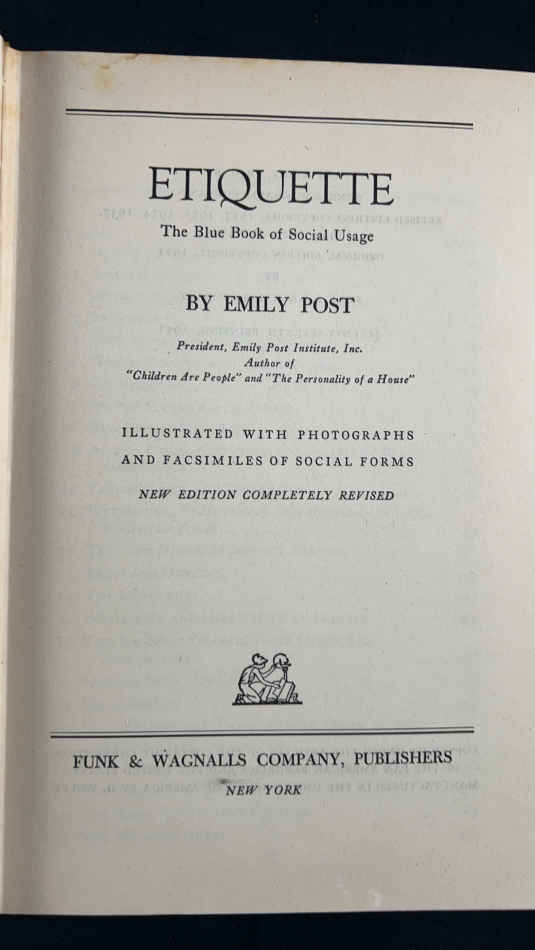 ETIQUETTE
The Blue Book of Social Usage
BY EMILY POST
President, Emily Post Institute, Inc.
Author of
"Children Are People" and "The Personality of a House"
ILLUSTRATED WITH PHOTOGRAPHS
AND FACSIMILES OF SOCIAL FORMS
NEW EDITION COMPLETELY REVISED
FUNK & WAGNALLS COMPANY, PUBLISHERS
NEW YORK